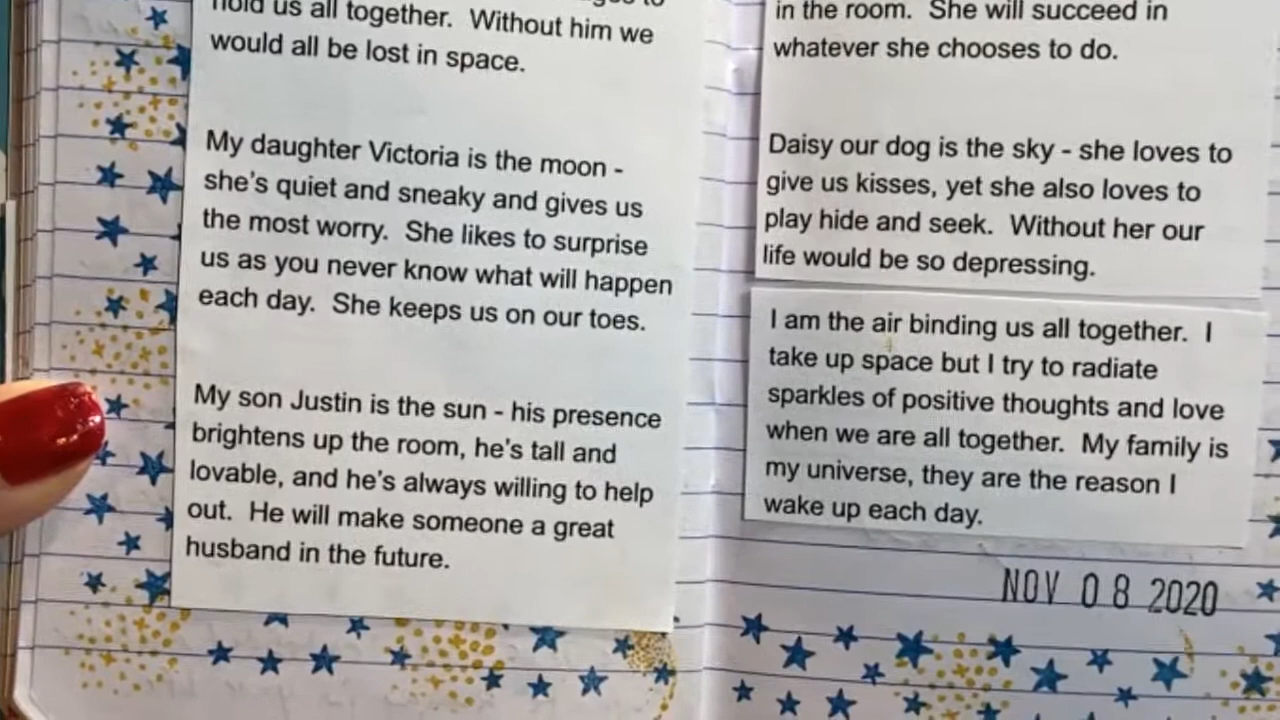 hold us all together. Without him we
would all be lost in space.
My daughter Victoria is the moon -
she's quiet and sneaky and gives us
the most worry. She likes to surprise
us as you never know what will happen
each day. She keeps us on our toes.
My son Justin is the sun - his presence
brightens up the room, he's tall and
lovable, and he's always willing to help
out. He will make someone a great
husband in the future.
in the room. She will succeed in
whatever she chooses to do.
Daisy our dog is the sky - she loves to
give us kisses, yet she also loves to
play hide and seek. Without her our
life would be so depressing.
I am the air binding us all together. I
take up space but I try to radiate
sparkles of positive thoughts and love
when we are all together. My family is
my universe, they are the reason I
wake up each day.
NOV 08 2020